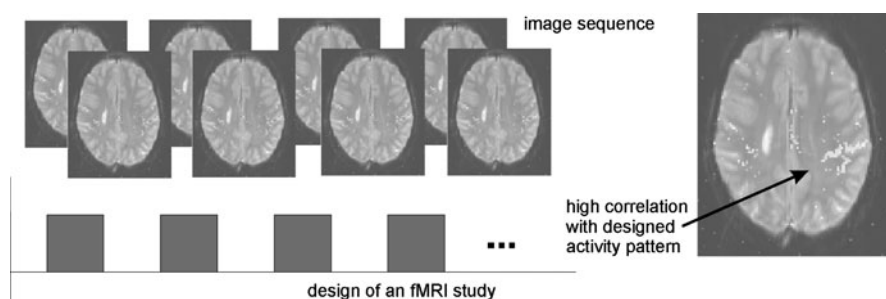 image sequence
high correlation
with designed
activity pattern
...
design of an fMRI study